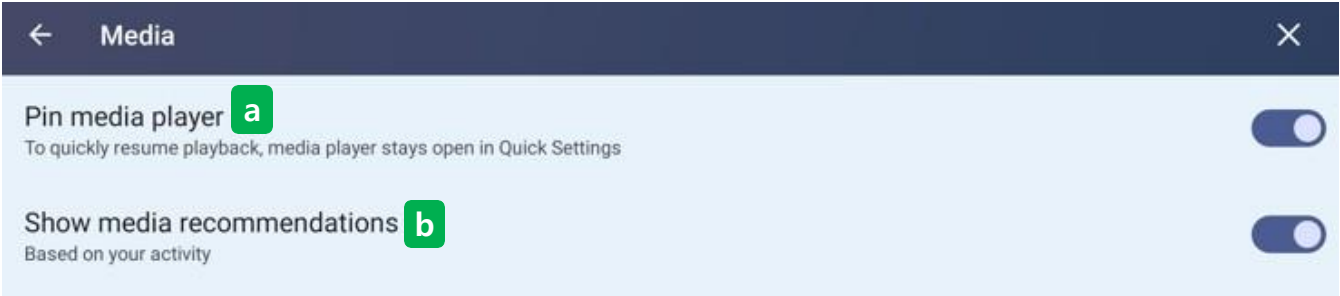 Media
Pin media player a
To quickly resume playback, media player stays open in Quick Settings
Show media recommendations b
Based on your activity